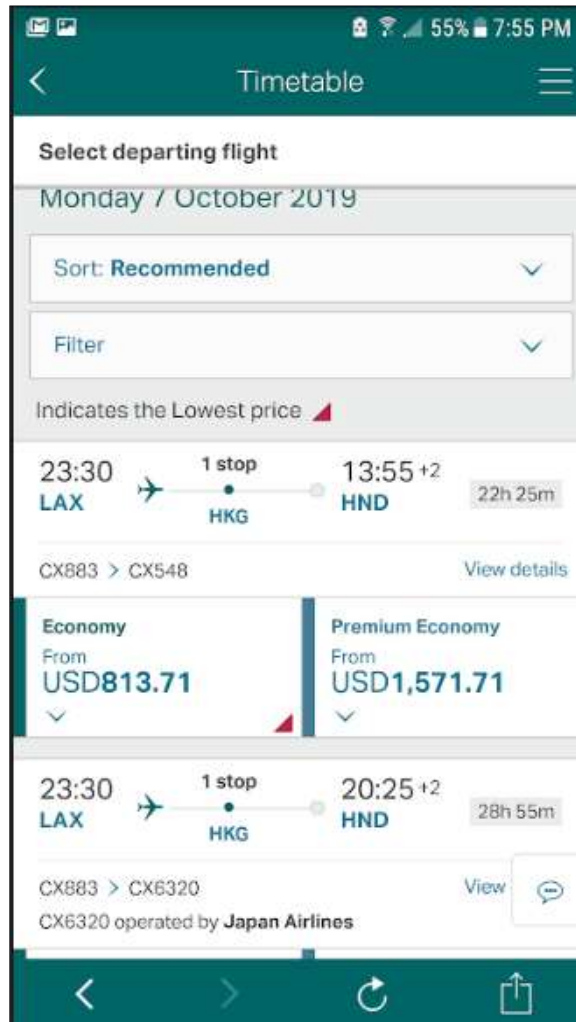 55% 7:55 PM
Timetable
Select departing flight
Monday 7 October 2019
Sort: Recommended
Filter
Indicates the Lowest price
23:30 1 stop 13:55 +2
LAX HKG HND 22h 25m
CX883 > CX548 View details
Economy Premium Economy
From From
USD813.71 USD1,571.71
23:30 1 stop 20:25 +2
LAX HKG HND 28h 55m
CX883 > CX6320 View
CX6320 operated by Japan Airlines